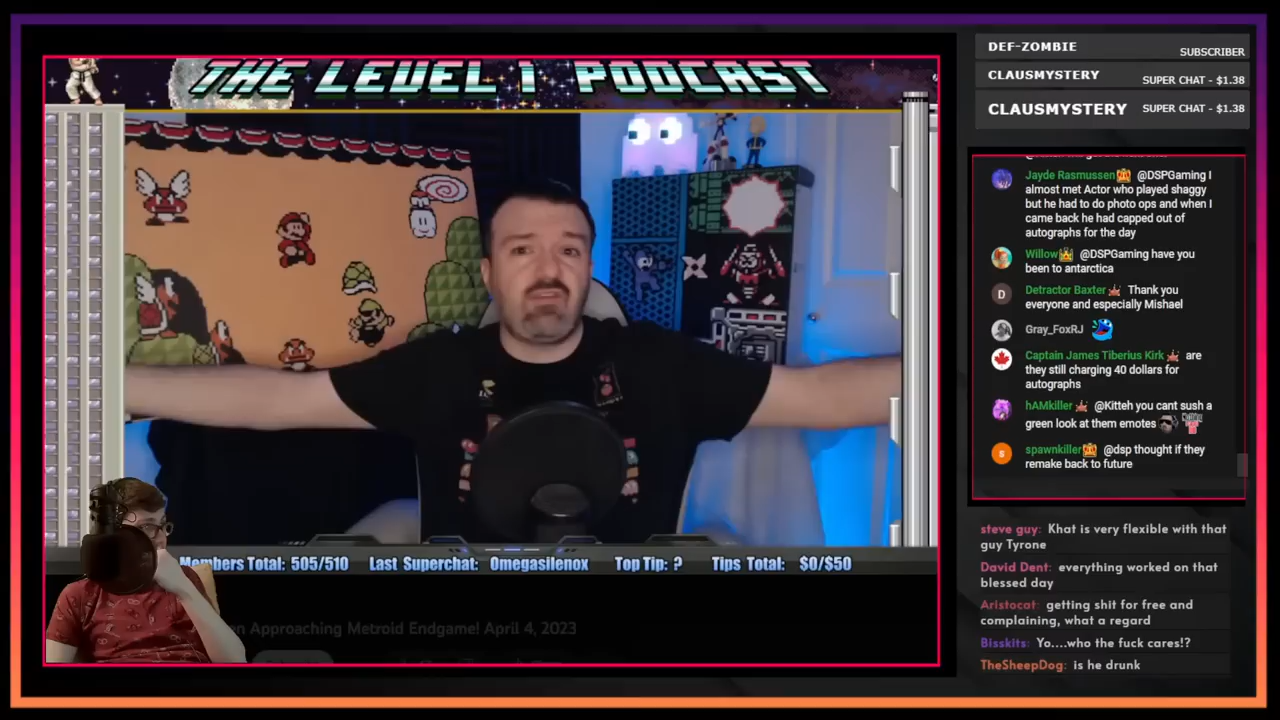 THE LEVEL 1 PODCAST
Members Total: 505/510 Last Superchat: Omegasilenox Top Tip: ? Tips Total: $0/$50
n Approaching Metroid Endgame! April 4, 2023
DEF-ZOMBIE SUBSCRIBER
CLAUSMYSTERY SUPER CHAT - $1.38
CLAUSMYSTERY SUPER CHAT - $1.38
Jayde Rasmussen @DSPGaming I
almost met Actor who played shaggy
but he had to do photo ops and when I
came back he had capped out of
autographs for the day
Willow @DSPGaming have you
been to antarctica
D
Detractor Baxter Thank you
everyone and especially Mishael
Gray_FoxRJ
Captain James Tiberius Kirk are
they still charging 40 dollars for
autographs
hAMkiller @Kitteh you cant sush a
green look at them emotes
s
spawnkiller @dsp thought if they
remake back to future
steve guy: Khat is very flexible with that
guy Tyrone
David Dent: everything worked on that
blessed day
Aristocat: getting shit for free and
complaining, what a regard
Bisskits: Yo....who the fuck cares!?
TheSheepDog: is he drunk